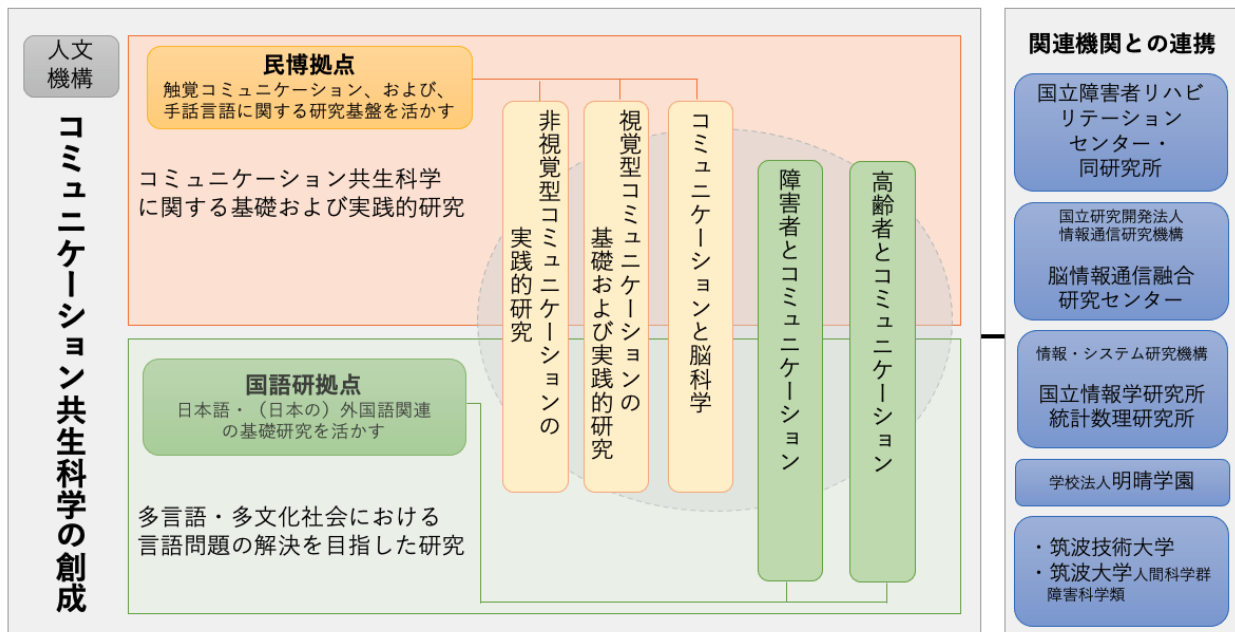 人文
機構
コミュニケーション共生科学の創成
民博拠点
触覚コミュニケーション、および、
手話言語に関する研究基盤を活かす
コミュニケーション共生科学
に関する基礎および実践的研究
非視覚型コミュニケーションの
実践的研究
視覚型コミュニケーションの
基礎および実践的研究
コミュニケーションと脳科学
障害者とコミュニケーション
高齢者とコミュニケーション
国語研拠点
日本語・（日本の）外国語関連
の基礎研究を活かす
多言語・多文化社会における
言語問題の解決を目指した研究
関連機関との連携
国立障害者リハビ
リテーション
センター・
同研究所
国立研究開発法人
情報通信研究機構
脳情報通信融合
研究センター
情報・システム研究機構
国立情報学研究所
統計数理研究所
学校法人明晴学園
・筑波技術大学
・筑波大学人間科学群
障害科学類